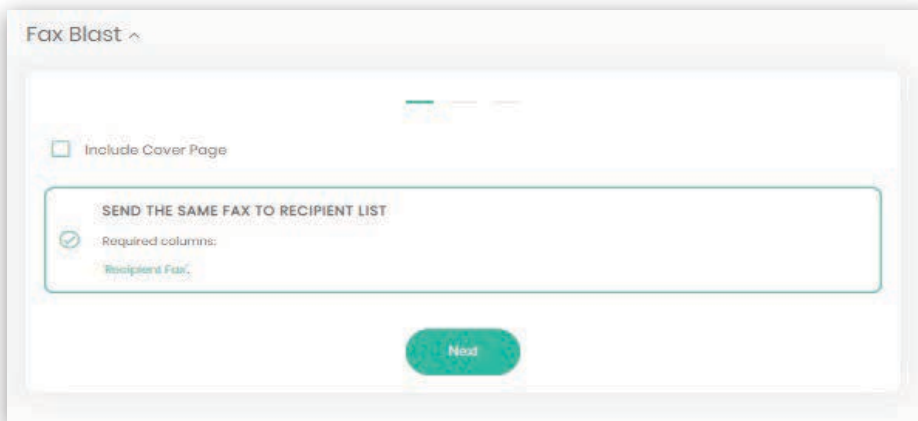 Fax Blast
Include Cover Page
SEND THE SAME FAX TO RECIPIENT LIST
Required columns:
'Recipient Fax'.
Next